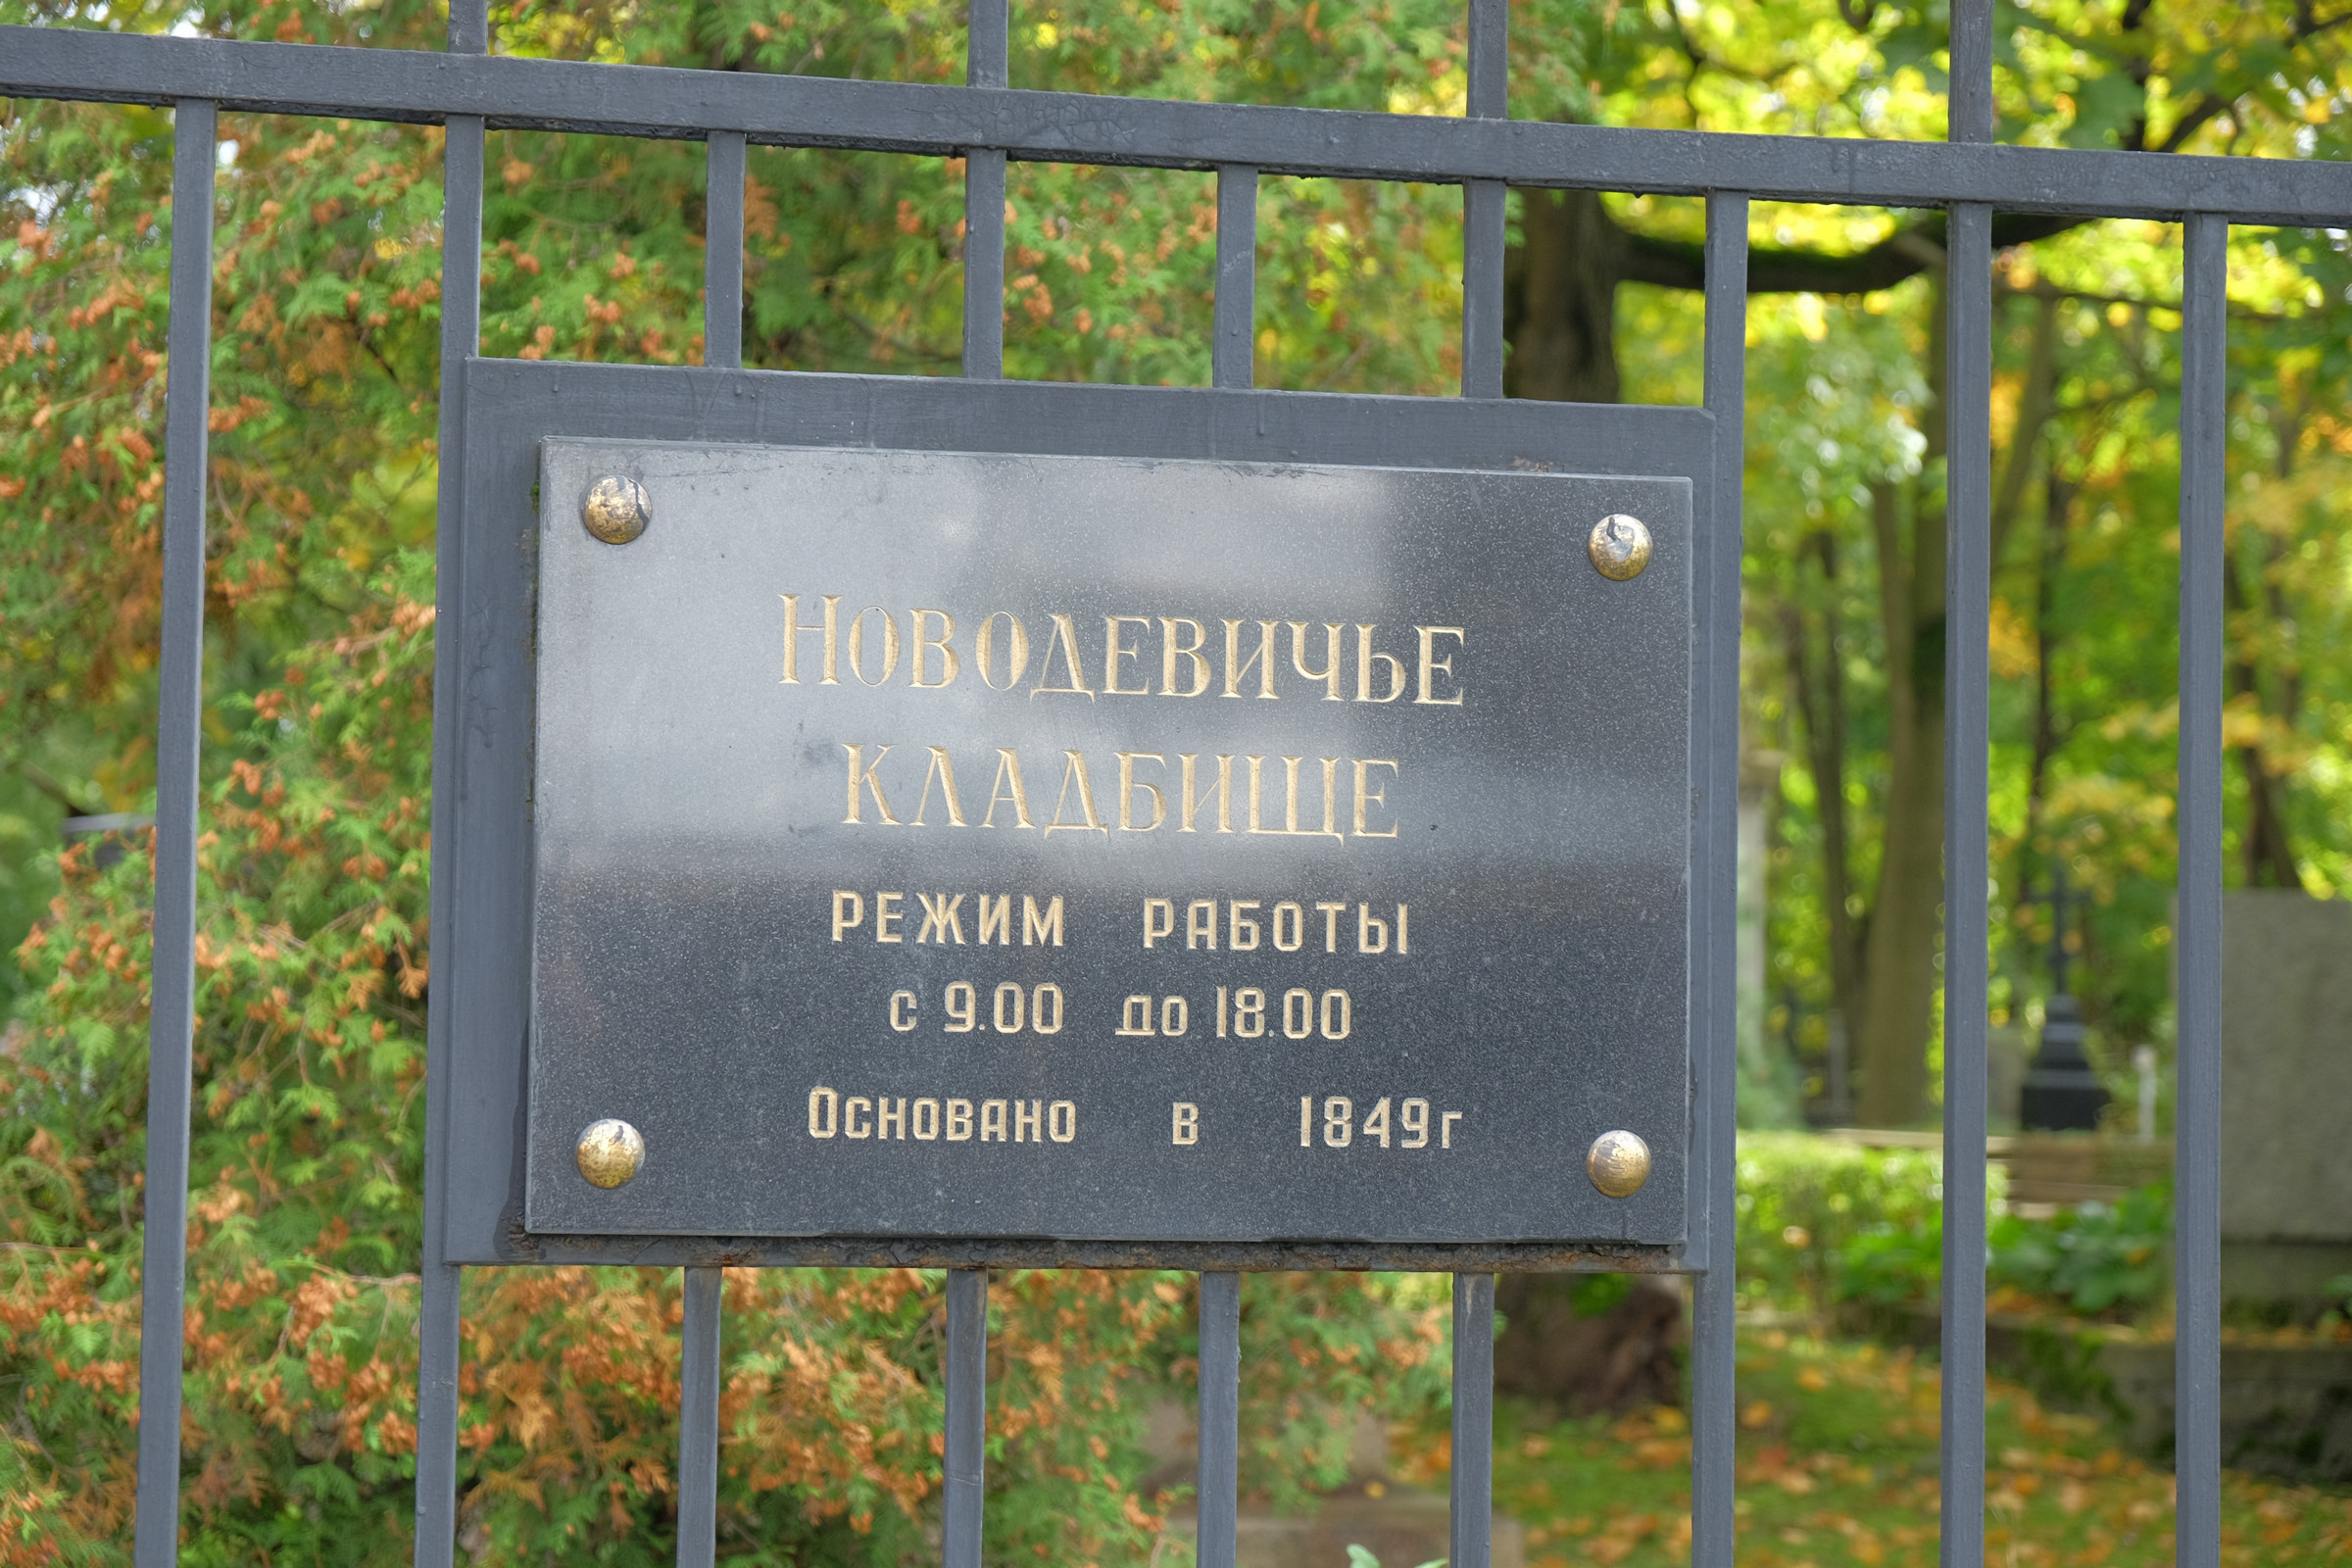 НОВОДЕВИЧЬЕ
КЛАДБИЩЕ
РЕЖИМ РАБОТЫ
с 9.00 до 18.00
ОСНОВАНО В 1849г